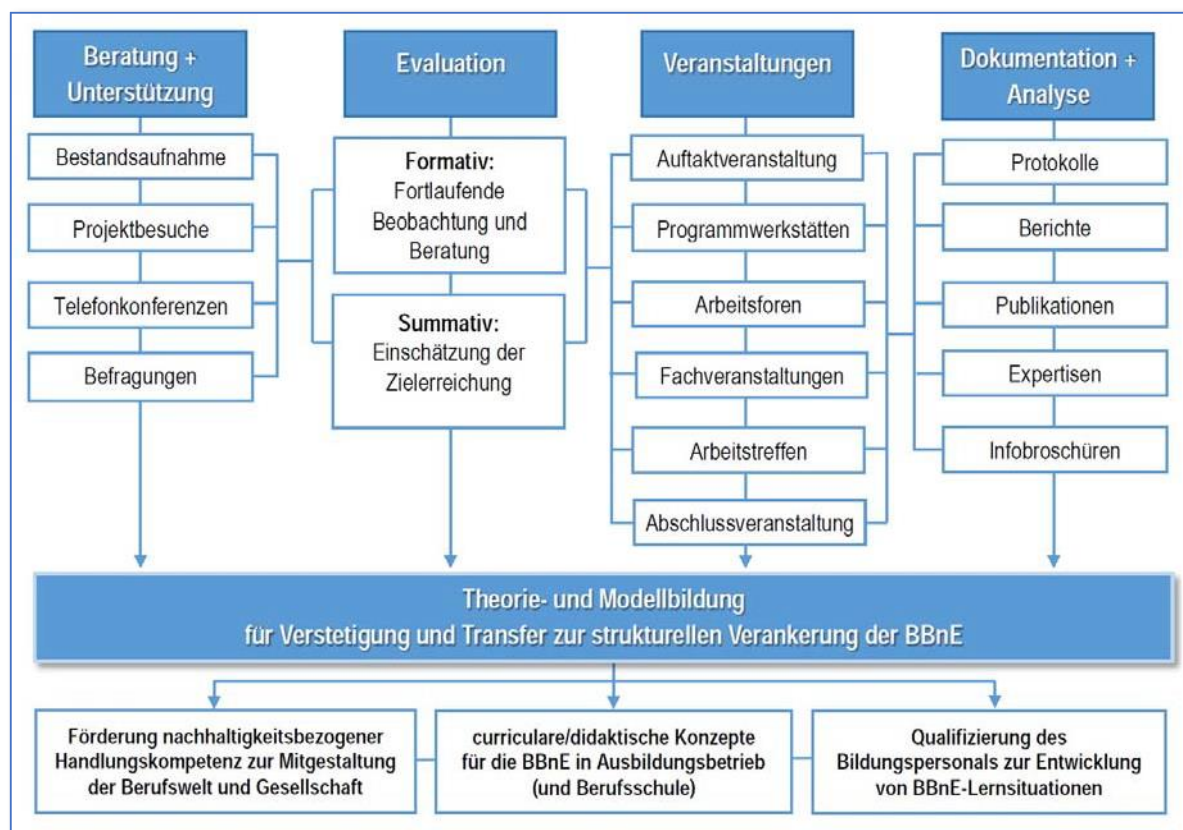 Beratung +
Unterstützung
Bestandsaufnahme
Projektbesuche
Telefonkonferenzen
Befragungen
Evaluation
Formativ:
Fortlaufende
Beobachtung und
Beratung
Summativ:
Einschätzung der
Zielerreichung
Veranstaltungen
Auftaktveranstaltung
Programmwerkstätten
Arbeitsforen
Fachveranstaltungen
Arbeitstreffen
Abschlussveranstaltung
Dokumentation +
Analyse
Protokolle
Berichte
Publikationen
Expertisen
Infobroschüren
Theorie- und Modellbildung
für Verstetigung und Transfer zur strukturellen Verankerung der BBnE
Förderung nachhaltigkeitsbezogener
Handlungskompetenz zur Mitgestaltung
der Berufswelt und Gesellschaft
curriculare/didaktische Konzepte
für die BBnE in Ausbildungsbetrieb
(und Berufsschule)
Qualifizierung des
Bildungspersonals zur Entwicklung
von BBnE-Lernsituationen